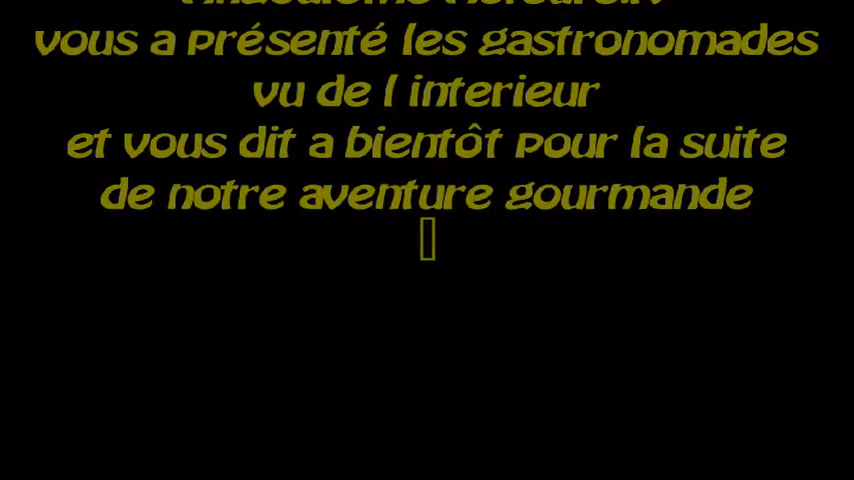 vous a présenté les gastronomades
vu de l interieur
et vous dit a bientôt pour la suite
de notre aventure gourmande